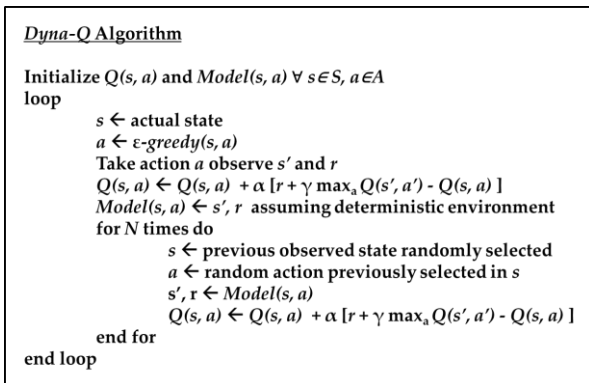 Dyna-Q Algorithm
Initialize Q(s, a) and Model(s, a) ∀ s∈S, a∈A
loop
s ← actual state
a ← ε-greedy(s, a)
Take action a observe s' and r
Q(s, a) ← Q(s, a) + α [r + γ maxₐ Q(s', a') - Q(s, a) ]
Model(s, a) ← s', r assuming deterministic environment
for N times do
s ← previous observed state randomly selected
a ← random action previously selected in s
s', r ← Model(s, a)
Q(s, a) ← Q(s, a) + α [r + γ maxₐ Q(s', a') - Q(s, a) ]
end for
end loop